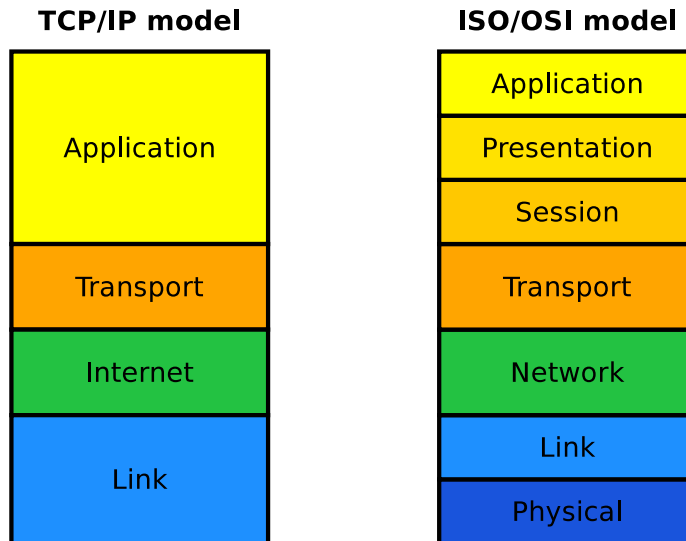 TCP/IP model
Application
Transport
Internet
Link
ISO/OSI model
Application
Presentation
Session
Transport
Network
Link
Physical